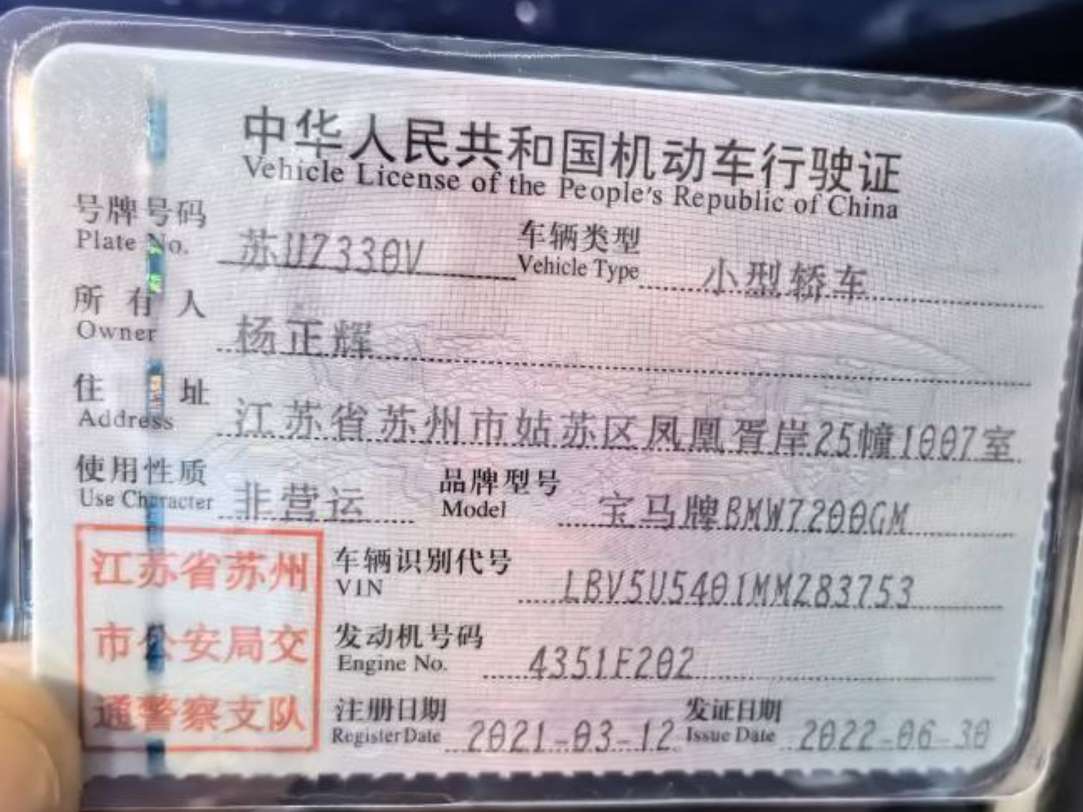 中华人民共和国机动车行驶证
Vehicle License of the People's Republic of China
号牌号码 苏UZ330V 车辆类型 小型轿车
Plate No. Vehicle Type
所有人 杨正辉
Owner
住址 江苏省苏州市姑苏区凤凰胥岸25幢1007室
Address
使用性质 非营运 品牌型号 宝马牌BMW7200GM
Use Character Model
江苏省苏州
市公安局交
通警察支队
车辆识别代号 LBV5U5401MMZ83753
VIN
发动机号码 4351F202
Engine No.
注册日期 2021-03-12 发证日期 2022-06-30
Register Date Issue Date